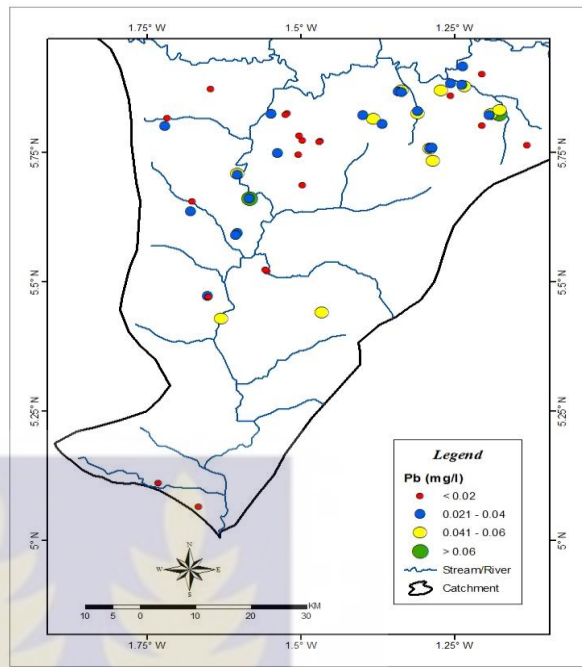 1.75° W 1.5° W 1.25° W
5.75° N 5.75° N
5.5° N 5.5° N
5.25° N 5.25° N
5° N 5° N
Legend
Pb (mg/l)
< 0.02
0.021 - 0.04
0.041 - 0.06
> 0.06
Stream/River
Catchment
N
W E
S
KM
10 5 0 10 20 30
1.75° W 1.5° W 1.25° W